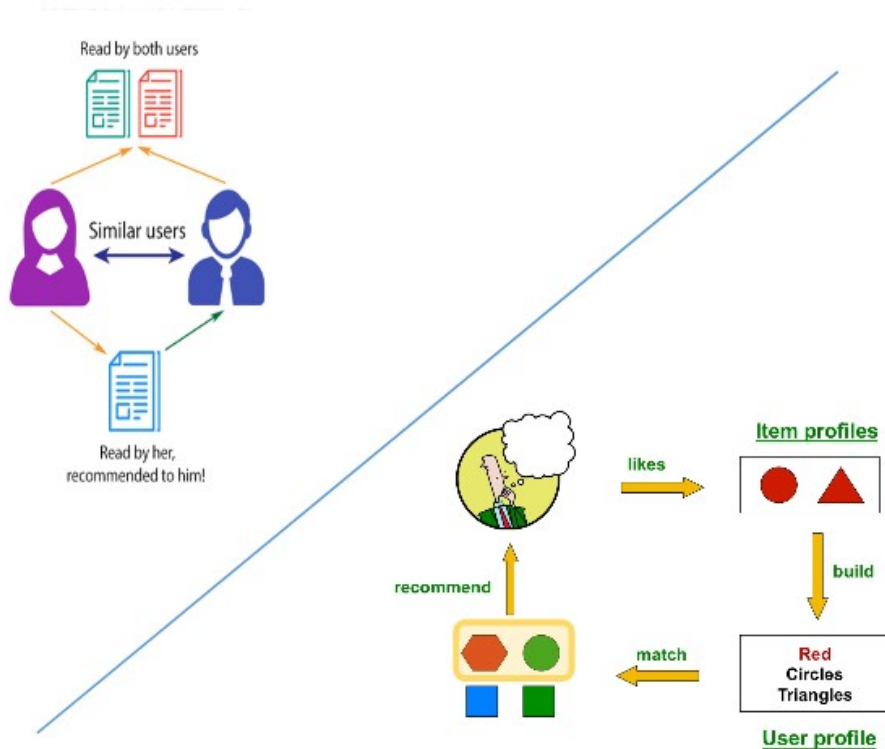 Read by both users
Similar users
Read by her,
recommended to him!
Item profiles
likes
build
recommend
match
Red
Circles
Triangles
User profile